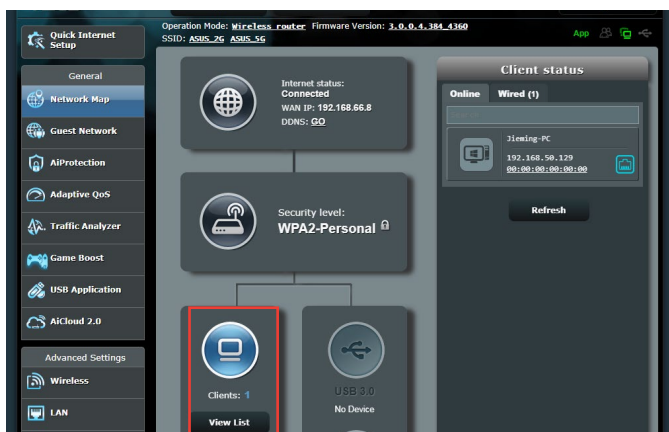 Operation Mode: Wireless router Firmware Version: 3.0.0.4.384_4360
SSID: ASUS_2G ASUS_5G
App
Quick Internet
Setup
General
Network Map
Guest Network
AiProtection
Adaptive QoS
Traffic Analyzer
Game Boost
USB Application
AiCloud 2.0
Advanced Settings
Wireless
LAN
Internet status:
Connected
WAN IP: 192.168.66.8
DDNS: GO
Security level:
WPA2-Personal
Clients: 1
View List
USB 3.0
No Device
Client status
Online Wired (1)
Jieming-PC
192.168.50.129
00:00:00:00:00:00
Refresh